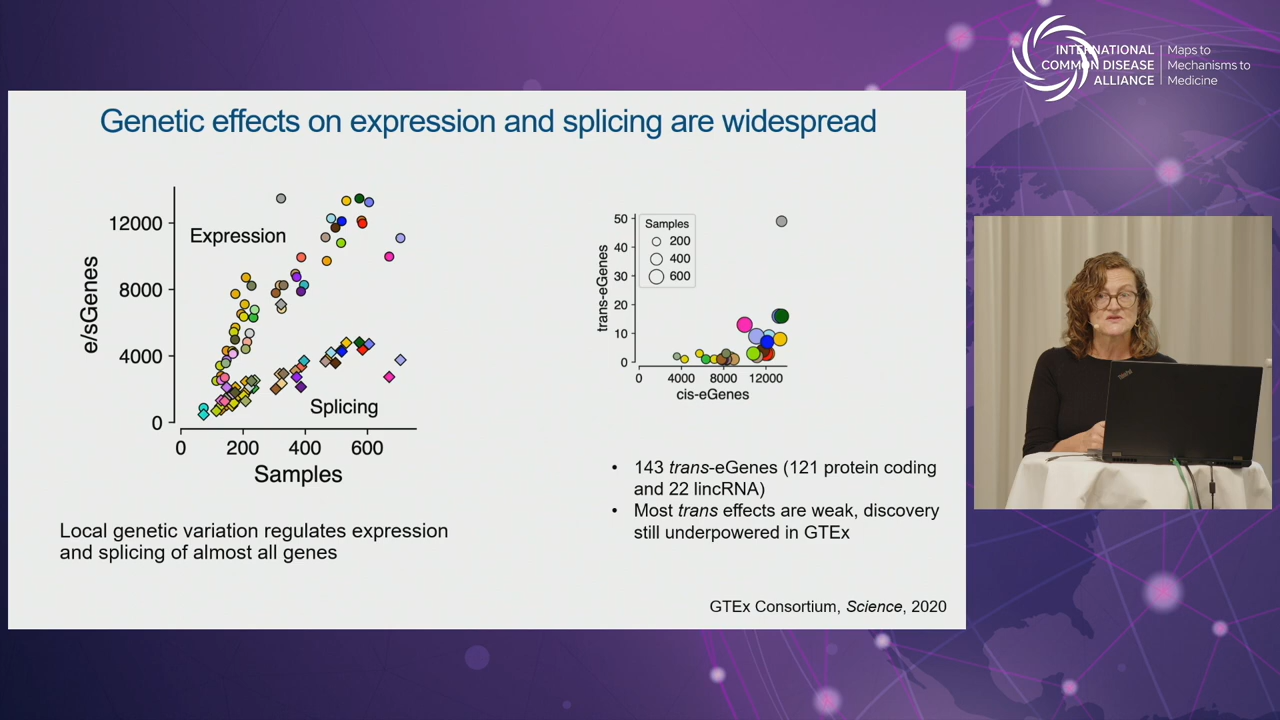 INTERNATIONAL
COMMON DISEASE
ALLIANCE
Maps to
Mechanisms to
Medicine
Genetic effects on expression and splicing are widespread
e/sGenes
12000
8000
4000
0
Expression
Splicing
0 200 400 600
Samples
Local genetic variation regulates expression
and splicing of almost all genes
trans-eGenes
50
40
30
20
10
0
Samples
200
400
600
0 4000 8000 12000
cis-eGenes
• 143 trans-eGenes (121 protein coding
and 22 lincRNA)
• Most trans effects are weak, discovery
still underpowered in GTEx
GTEx Consortium, Science, 2020
ThinkPad